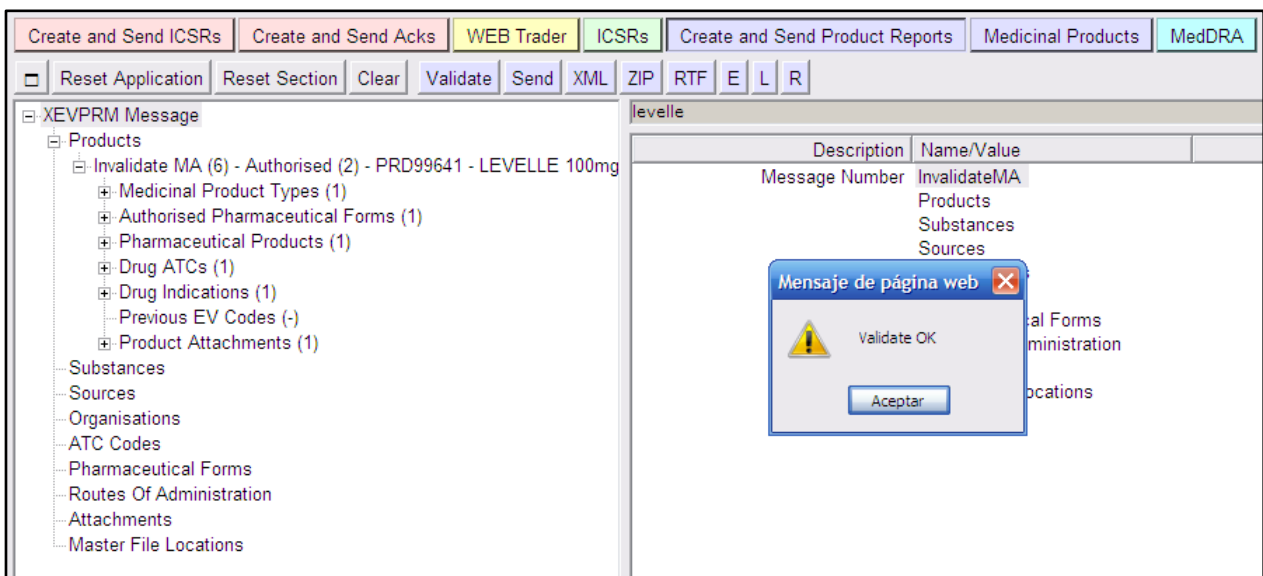 Create and Send ICSRs Create and Send Acks WEB Trader ICSRs Create and Send Product Reports Medicinal Products MedDRA
Reset Application Reset Section Clear Validate Send XML ZIP RTF E L R
XEVPRM Message
Products
Invalidate MA (6) - Authorised (2) - PRD99641 - LEVELLE 100mg
Medicinal Product Types (1)
Authorised Pharmaceutical Forms (1)
Pharmaceutical Products (1)
Drug ATCs (1)
Drug Indications (1)
Previous EV Codes (-)
Product Attachments (1)
Substances
Sources
Organisations
ATC Codes
Pharmaceutical Forms
Routes Of Administration
Attachments
Master File Locations
levelle
Description Name/Value
Message Number InvalidateMA
Products
Substances
Sources
Mensaje de página web
Validate OK
Aceptar
al Forms
ministration
ocations